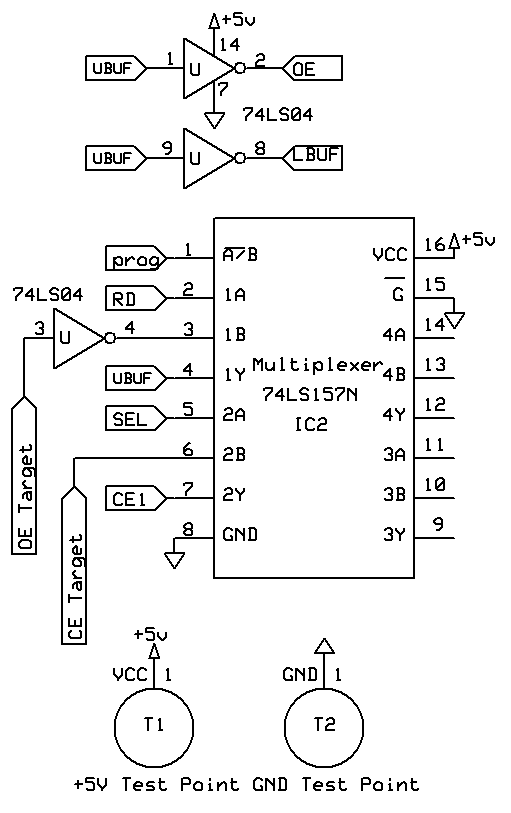 +5v
14
UBUF 1 U 2 OE
7
74LS04
UBUF 9 U 8 LBUF
prog 1 A/B VCC 16 +5v
RD 2 1A G 15
74LS04
3 U 4 3 1B 4A 14
UBUF 4 1Y Multiplexer 4B 13
74LS157N
SEL 5 2A IC2 4Y 12
6 2B 3A 11
CE1 7 2Y 3B 10
8 GND 3Y 9
OE Target
CE Target
+5v
VCC 1 GND 1
T1 T2
+5V Test Point GND Test Point